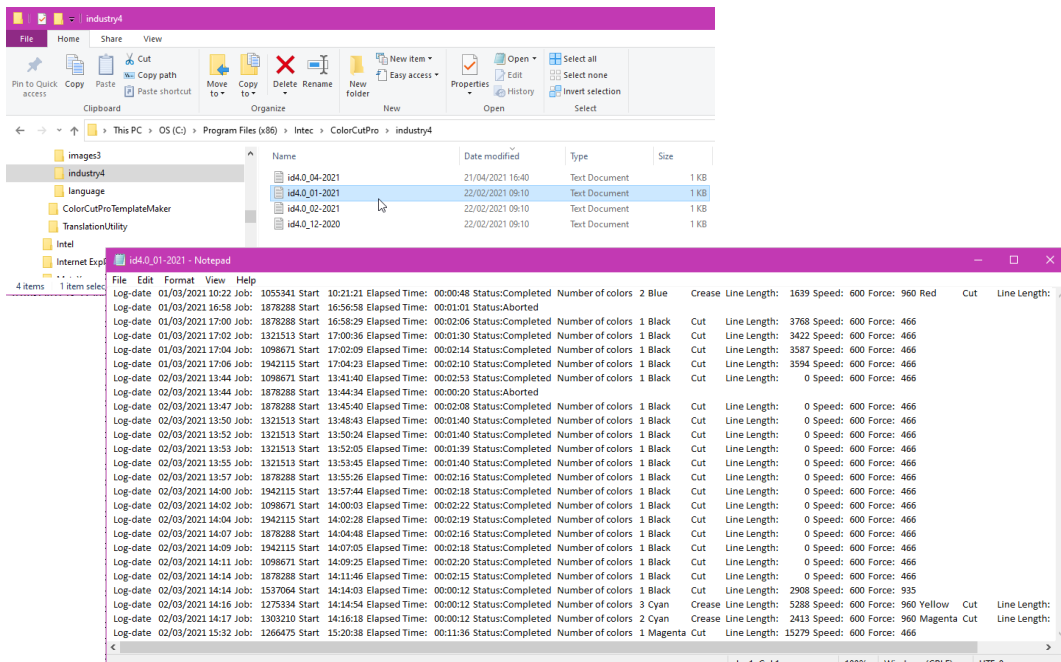 industry4
File Home Share View
Pin to Quick access
Copy
Paste
Cut
Copy path
Paste shortcut
Clipboard
Move to
Copy to
Delete
Rename
Organize
New folder
New item
Easy access
New
Properties
Open
Edit
History
Open
Select all
Select none
Invert selection
Select
This PC > OS (C:) > Program Files (x86) > Intec > ColorCutPro > industry4
images3
industry4
language
ColorCutProTemplateMaker
TranslationUtility
Intel
Internet Exp
Name Date modified Type Size
id4.0_04-2021 21/04/2021 16:40 Text Document 1 KB
id4.0_01-2021 22/02/2021 09:10 Text Document 1 KB
id4.0_02-2021 22/02/2021 09:10 Text Document 1 KB
id4.0_12-2020 22/02/2021 09:10 Text Document 1 KB
4 items 1 item selec
id4.0_01-2021 - Notepad
File Edit Format View Help
Log-date 01/03/2021 10:22 Job: 1055341 Start 10:21:21 Elapsed Time: 00:00:48 Status:Completed Number of colors 2 Blue Crease Line Length: 1639 Speed: 600 Force: 960 Red Cut Line Length:
Log-date 01/03/2021 16:58 Job: 1878288 Start 16:56:58 Elapsed Time: 00:01:01 Status:Aborted
Log-date 01/03/2021 17:00 Job: 1878288 Start 16:58:29 Elapsed Time: 00:02:06 Status:Completed Number of colors 1 Black Cut Line Length: 3768 Speed: 600 Force: 466
Log-date 01/03/2021 17:02 Job: 1321513 Start 17:00:36 Elapsed Time: 00:01:30 Status:Completed Number of colors 1 Black Cut Line Length: 3422 Speed: 600 Force: 466
Log-date 01/03/2021 17:04 Job: 1098671 Start 17:02:09 Elapsed Time: 00:02:14 Status:Completed Number of colors 1 Black Cut Line Length: 3587 Speed: 600 Force: 466
Log-date 01/03/2021 17:06 Job: 1942115 Start 17:04:23 Elapsed Time: 00:02:10 Status:Completed Number of colors 1 Black Cut Line Length: 3594 Speed: 600 Force: 466
Log-date 02/03/2021 13:44 Job: 1098671 Start 13:41:40 Elapsed Time: 00:02:53 Status:Completed Number of colors 1 Black Cut Line Length: 0 Speed: 600 Force: 466
Log-date 02/03/2021 13:44 Job: 1878288 Start 13:44:34 Elapsed Time: 00:00:20 Status:Aborted
Log-date 02/03/2021 13:47 Job: 1878288 Start 13:45:40 Elapsed Time: 00:02:08 Status:Completed Number of colors 1 Black Cut Line Length: 0 Speed: 600 Force: 466
Log-date 02/03/2021 13:50 Job: 1321513 Start 13:48:43 Elapsed Time: 00:01:40 Status:Completed Number of colors 1 Black Cut Line Length: 0 Speed: 600 Force: 466
Log-date 02/03/2021 13:52 Job: 1321513 Start 13:50:24 Elapsed Time: 00:01:40 Status:Completed Number of colors 1 Black Cut Line Length: 0 Speed: 600 Force: 466
Log-date 02/03/2021 13:53 Job: 1321513 Start 13:52:05 Elapsed Time: 00:01:39 Status:Completed Number of colors 1 Black Cut Line Length: 0 Speed: 600 Force: 466
Log-date 02/03/2021 13:55 Job: 1321513 Start 13:53:45 Elapsed Time: 00:01:40 Status:Completed Number of colors 1 Black Cut Line Length: 0 Speed: 600 Force: 466
Log-date 02/03/2021 13:57 Job: 1878288 Start 13:55:26 Elapsed Time: 00:02:16 Status:Completed Number of colors 1 Black Cut Line Length: 0 Speed: 600 Force: 466
Log-date 02/03/2021 14:00 Job: 1942115 Start 13:57:44 Elapsed Time: 00:02:18 Status:Completed Number of colors 1 Black Cut Line Length: 0 Speed: 600 Force: 466
Log-date 02/03/2021 14:02 Job: 1098671 Start 14:00:03 Elapsed Time: 00:02:22 Status:Completed Number of colors 1 Black Cut Line Length: 0 Speed: 600 Force: 466
Log-date 02/03/2021 14:04 Job: 1942115 Start 14:02:28 Elapsed Time: 00:02:19 Status:Completed Number of colors 1 Black Cut Line Length: 0 Speed: 600 Force: 466
Log-date 02/03/2021 14:07 Job: 1878288 Start 14:04:48 Elapsed Time: 00:02:16 Status:Completed Number of colors 1 Black Cut Line Length: 0 Speed: 600 Force: 466
Log-date 02/03/2021 14:09 Job: 1942115 Start 14:07:05 Elapsed Time: 00:02:18 Status:Completed Number of colors 1 Black Cut Line Length: 0 Speed: 600 Force: 466
Log-date 02/03/2021 14:11 Job: 1098671 Start 14:09:25 Elapsed Time: 00:02:20 Status:Completed Number of colors 1 Black Cut Line Length: 0 Speed: 600 Force: 466
Log-date 02/03/2021 14:14 Job: 1878288 Start 14:11:46 Elapsed Time: 00:02:15 Status:Completed Number of colors 1 Black Cut Line Length: 0 Speed: 600 Force: 466
Log-date 02/03/2021 14:14 Job: 1537064 Start 14:14:03 Elapsed Time: 00:00:12 Status:Completed Number of colors 1 Black Cut Line Length: 2908 Speed: 600 Force: 935
Log-date 02/03/2021 14:16 Job: 1275334 Start 14:14:54 Elapsed Time: 00:00:12 Status:Completed Number of colors 3 Cyan Crease Line Length: 5288 Speed: 600 Force: 960 Yellow Cut Line Length:
Log-date 02/03/2021 14:17 Job: 1303210 Start 14:16:18 Elapsed Time: 00:00:12 Status:Completed Number of colors 2 Cyan Crease Line Length: 2413 Speed: 600 Force: 960 Magenta Cut Line Length:
Log-date 02/03/2021 15:32 Job: 1266475 Start 15:20:38 Elapsed Time: 00:11:36 Status:Completed Number of colors 1 Magenta Cut Line Length: 15279 Speed: 600 Force: 466